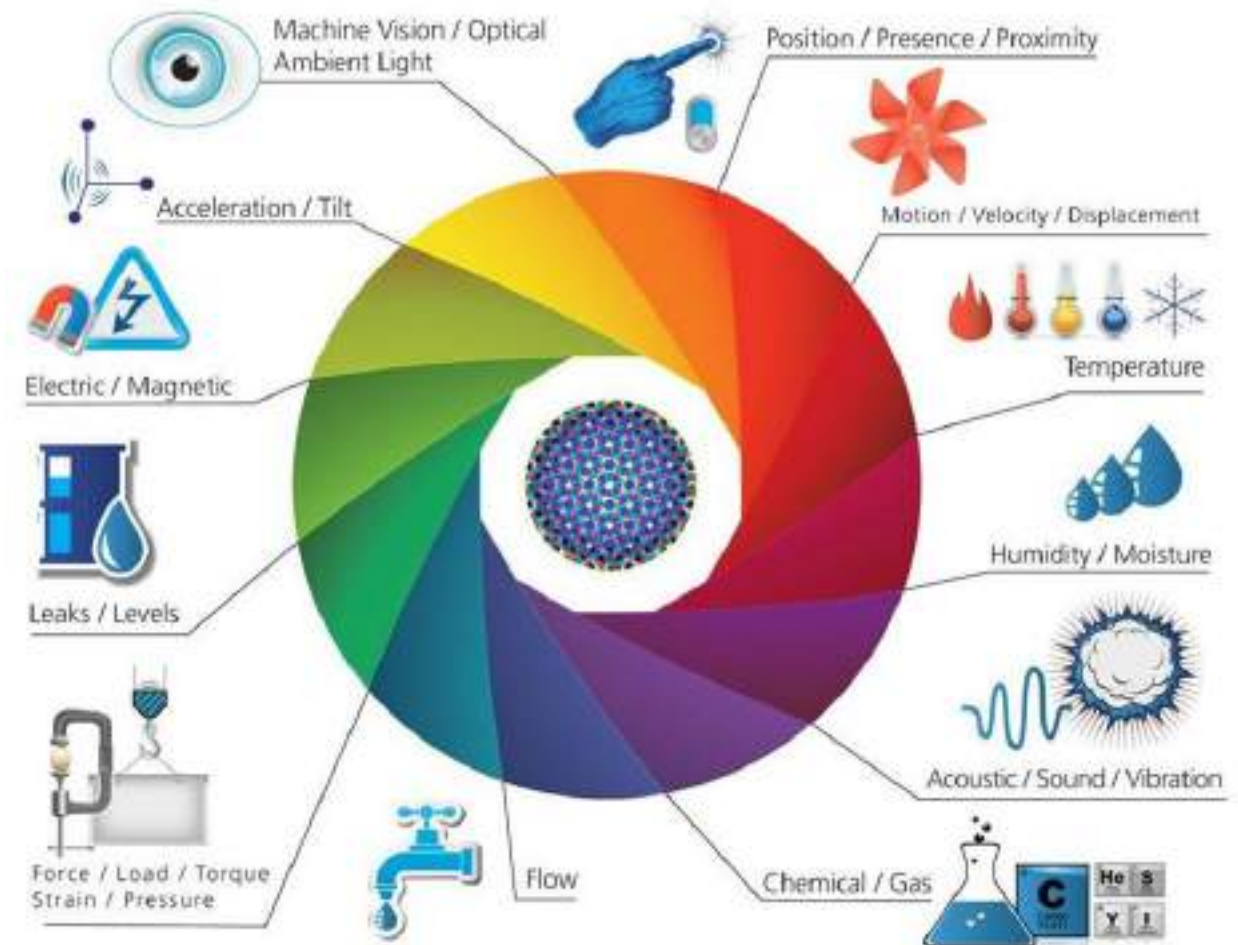 Machine Vision / Optical
Ambient Light
Position / Presence / Proximity
Motion / Velocity / Displacement
Acceleration / Tilt
Temperature
Electric / Magnetic
Humidity / Moisture
Leaks / Levels
Acoustic / Sound / Vibration
Force / Load / Torque
Strain / Pressure
Flow
Chemical / Gas
C
He S
Y I